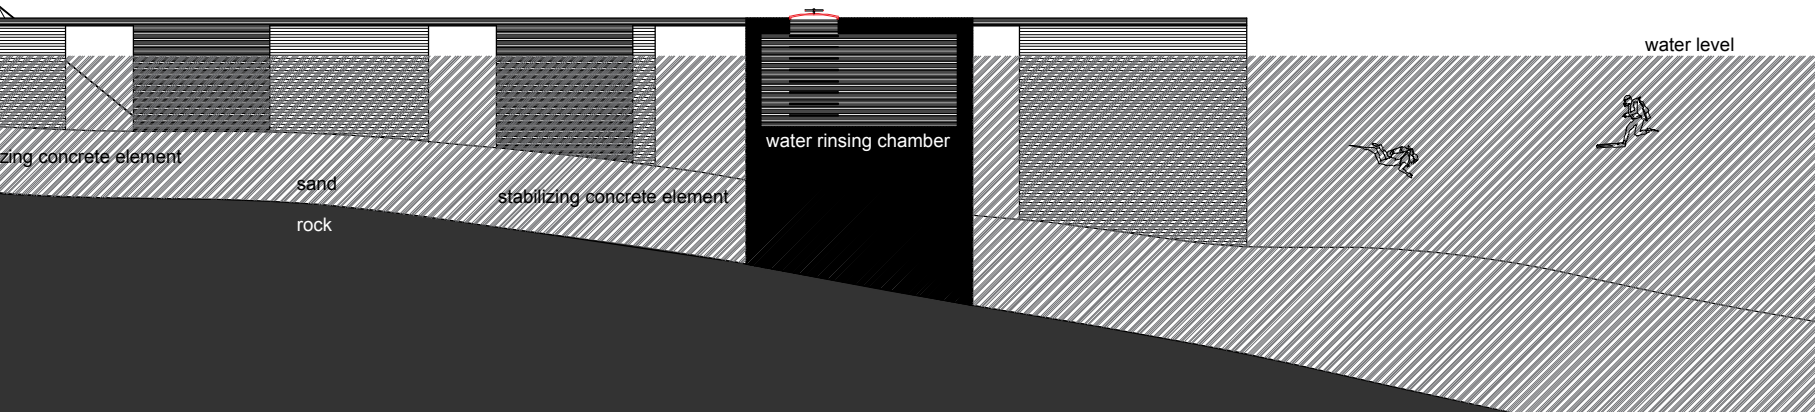 water level
water rinsing chamber
zing concrete element
sand
stabilizing concrete element
rock